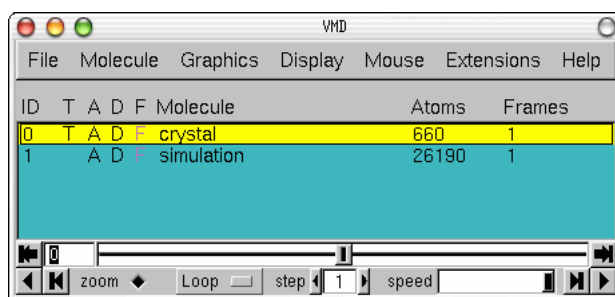 VMD
File Molecule Graphics Display Mouse Extensions Help
ID T A D F Molecule Atoms Frames
0 T A D F crystal 660 1
1 A D F simulation 26190 1
0
zoom Loop step 1 speed